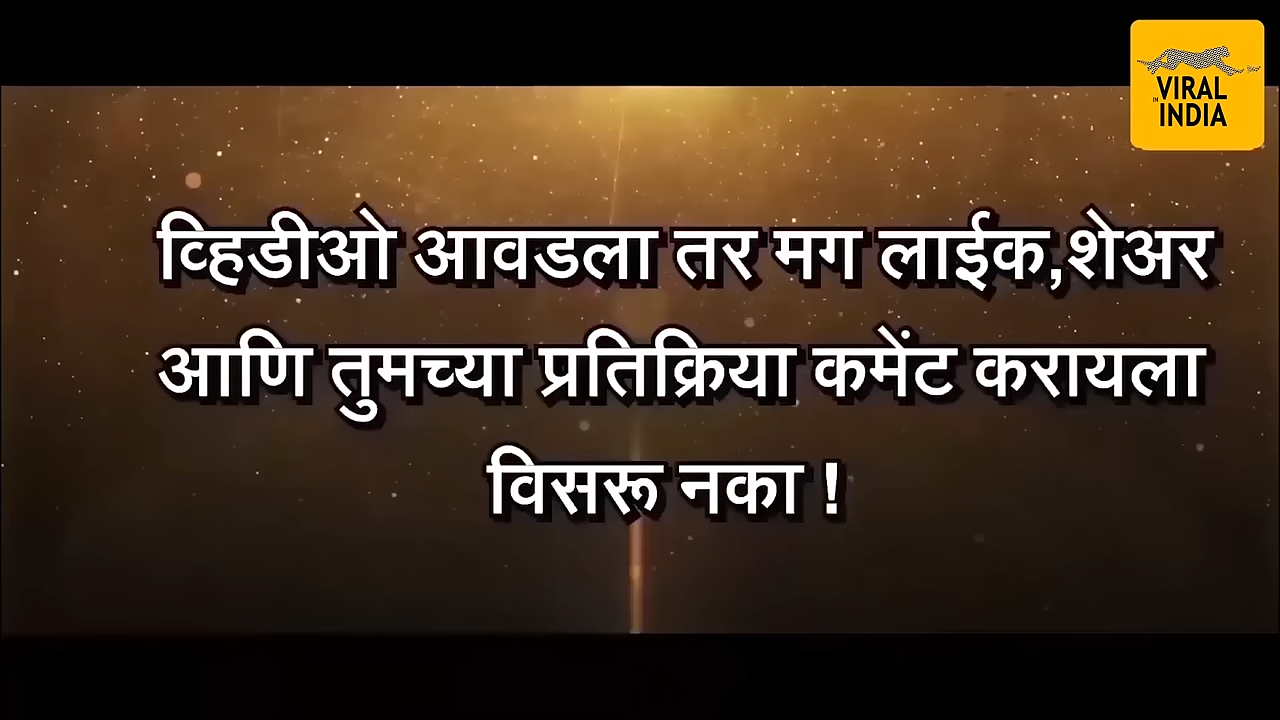 VIRAL
IN
INDIA
व्हिडीओ आवडला तर मग लाईक,शेअर
आणि तुमच्या प्रतिक्रिया कमेंट करायला
विसरू नका !